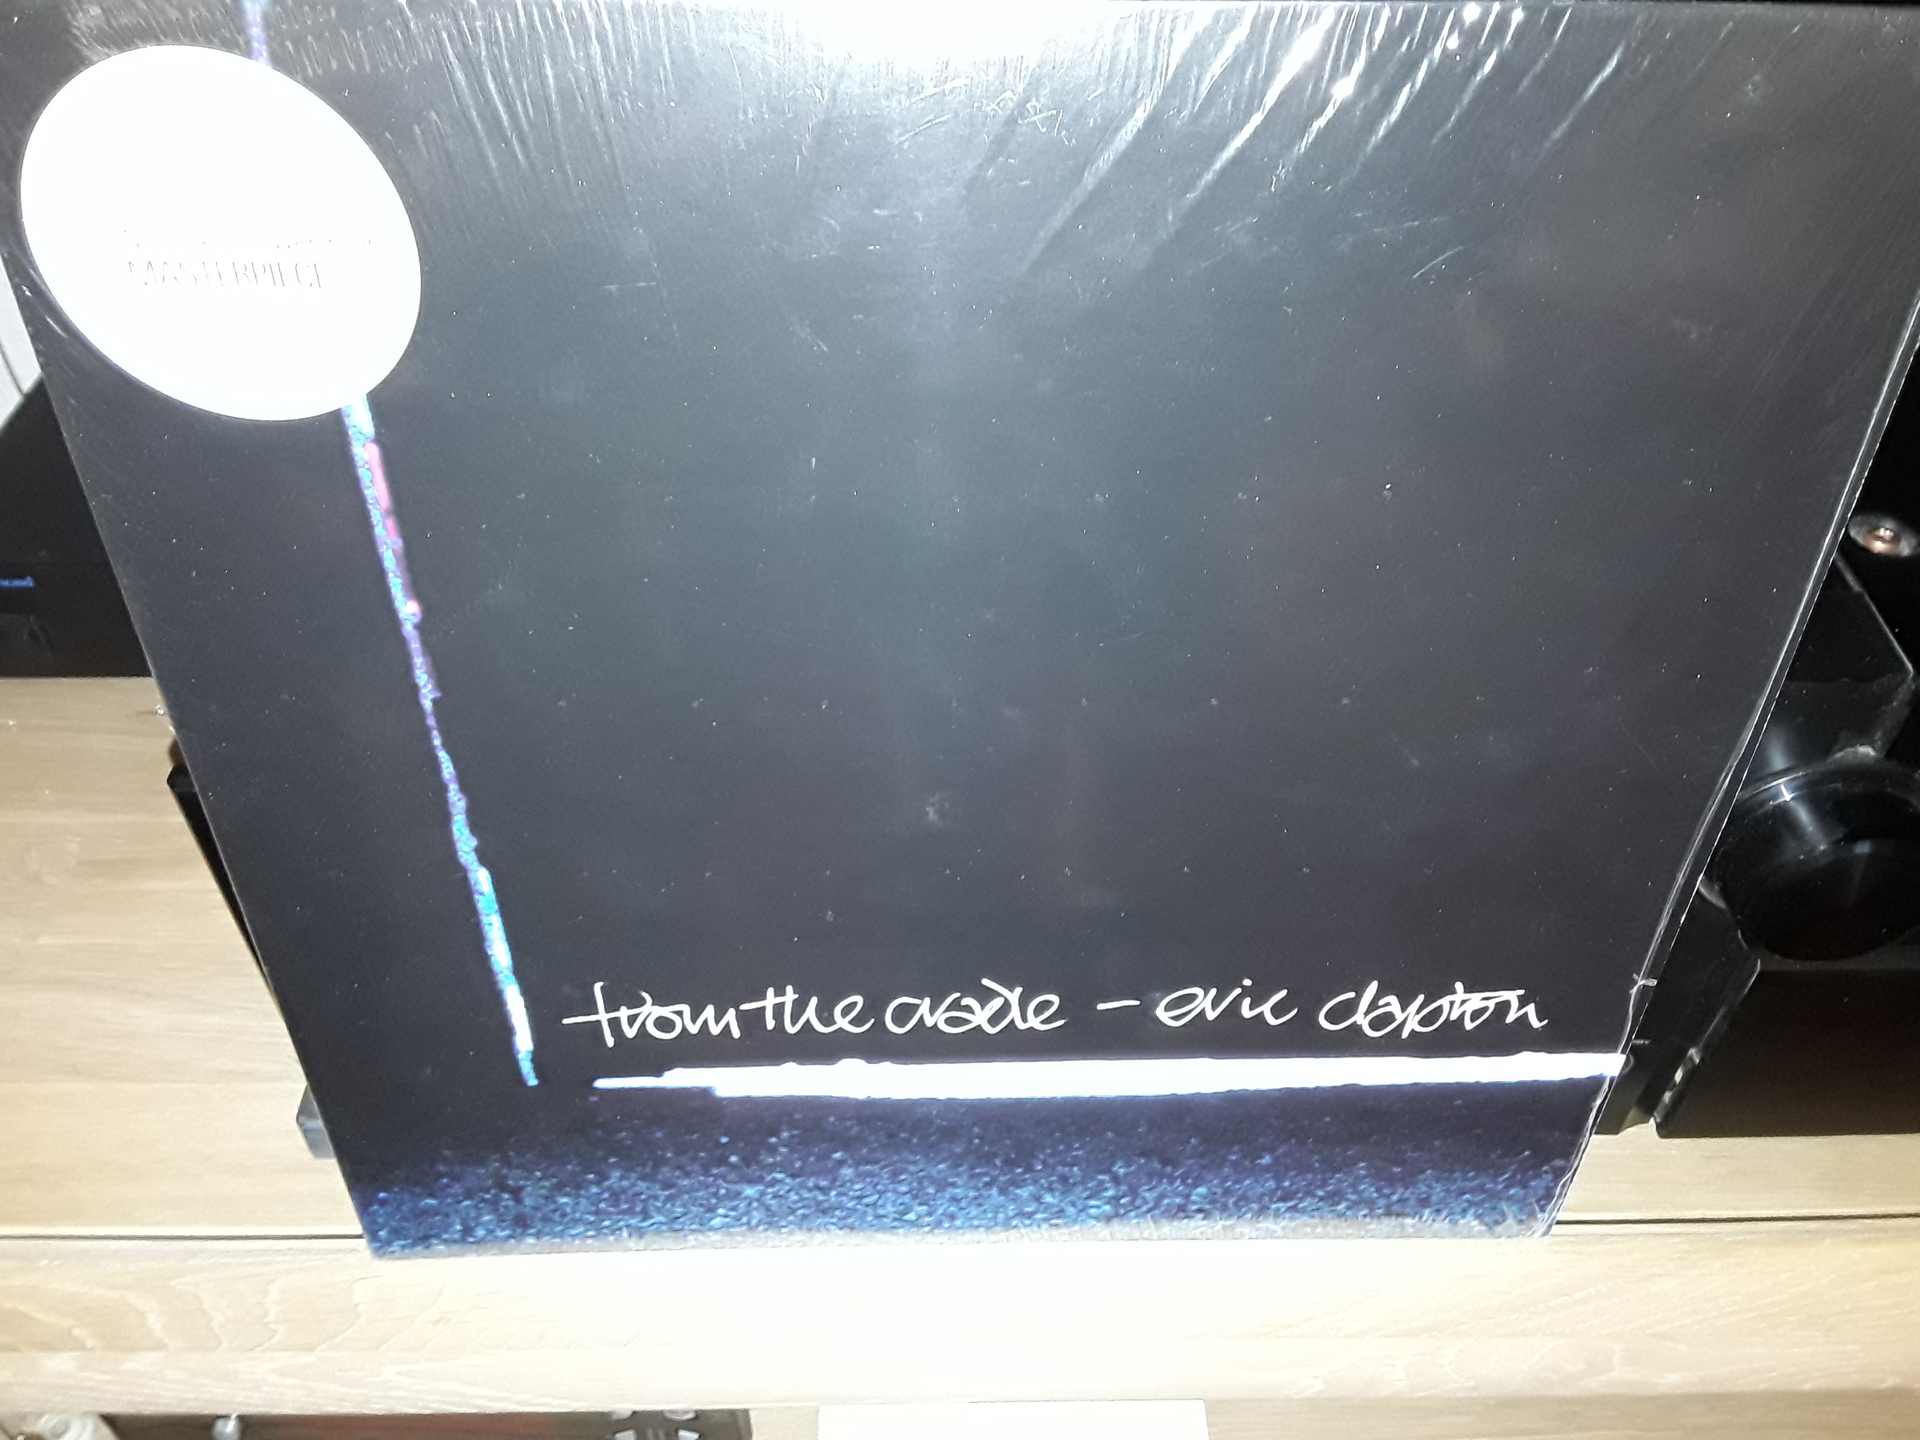 MASTERPIECE
from the cradle - eric clapton